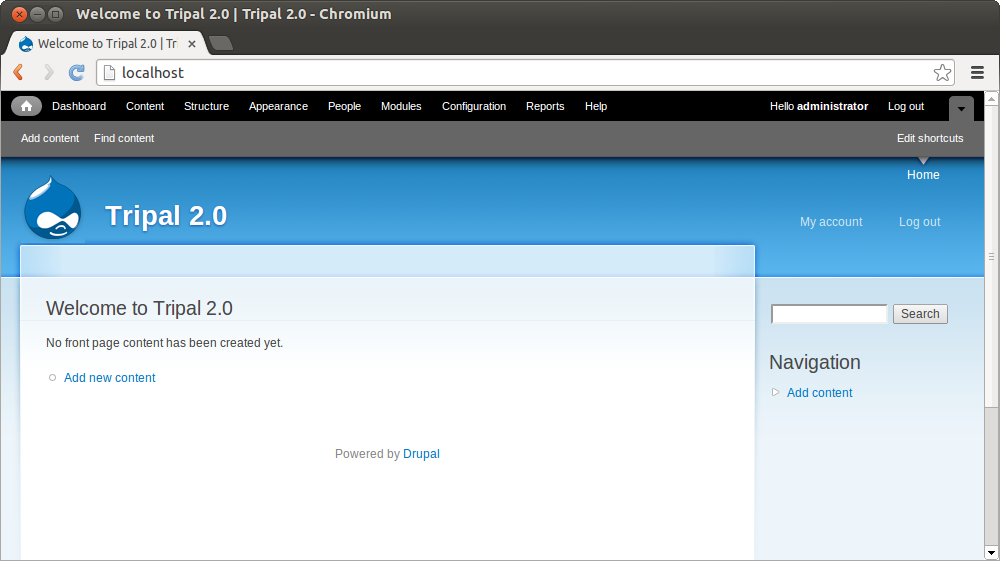 Welcome to Tripal 2.0 | Tripal 2.0 - Chromium
Welcome to Tripal 2.0 | Tr
localhost
Dashboard Content Structure Appearance People Modules Configuration Reports Help Hello administrator Log out
Add content Find content Edit shortcuts
Home
Tripal 2.0
My account Log out
Welcome to Tripal 2.0
Search
No front page content has been created yet.
Navigation
Add new content
Add content
Powered by Drupal